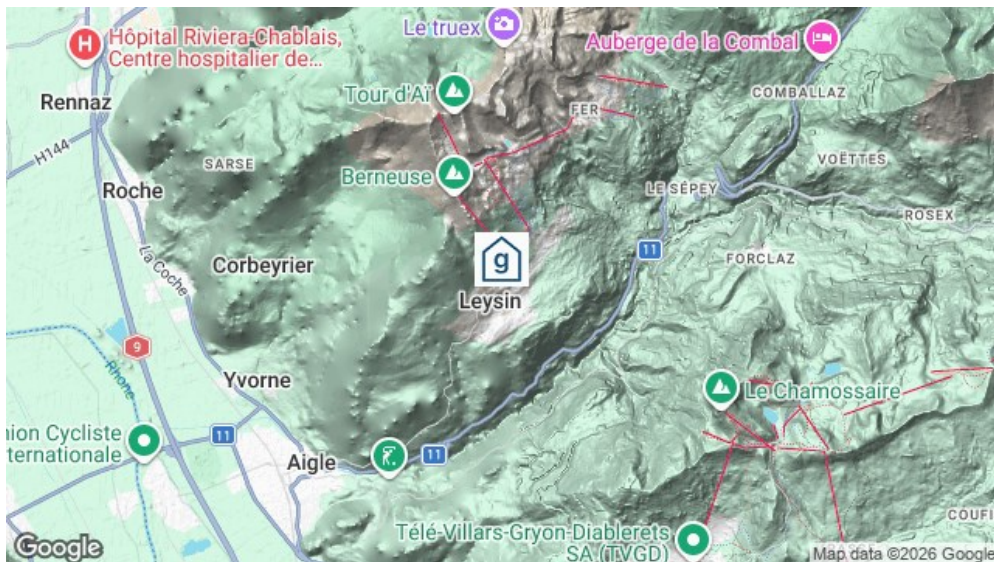 Le truex
Hôpital Riviera-Chablais,
Centre hospitalier de...
H
Auberge de la Combal
Rennaz
Tour d'Aï
COMBALLAZ
FER
H144
SARSE
VOËTTES
Berneuse
Roche
LE SÉPEY
ROSEX
La Coche
Corbeyrier
g
11
FORCLAZ
Leysin
9
Rhone
Yvorne
Le Chamossaire
nion Cycliste
ternationale
11
Aigle
11
COUFI
Télé-Villars-Gryon-Diablerets
SA (TVGD)
Google
Map data ©2026 Google